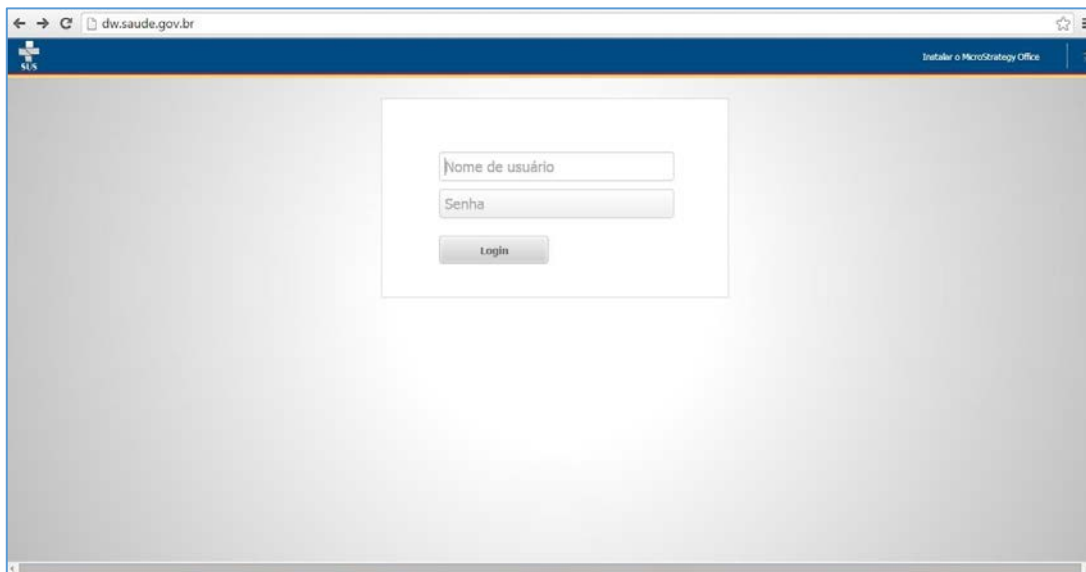 dw.saude.gov.br
SUS
Instalar o MicroStrategy Office
Nome de usuário
Senha
Login